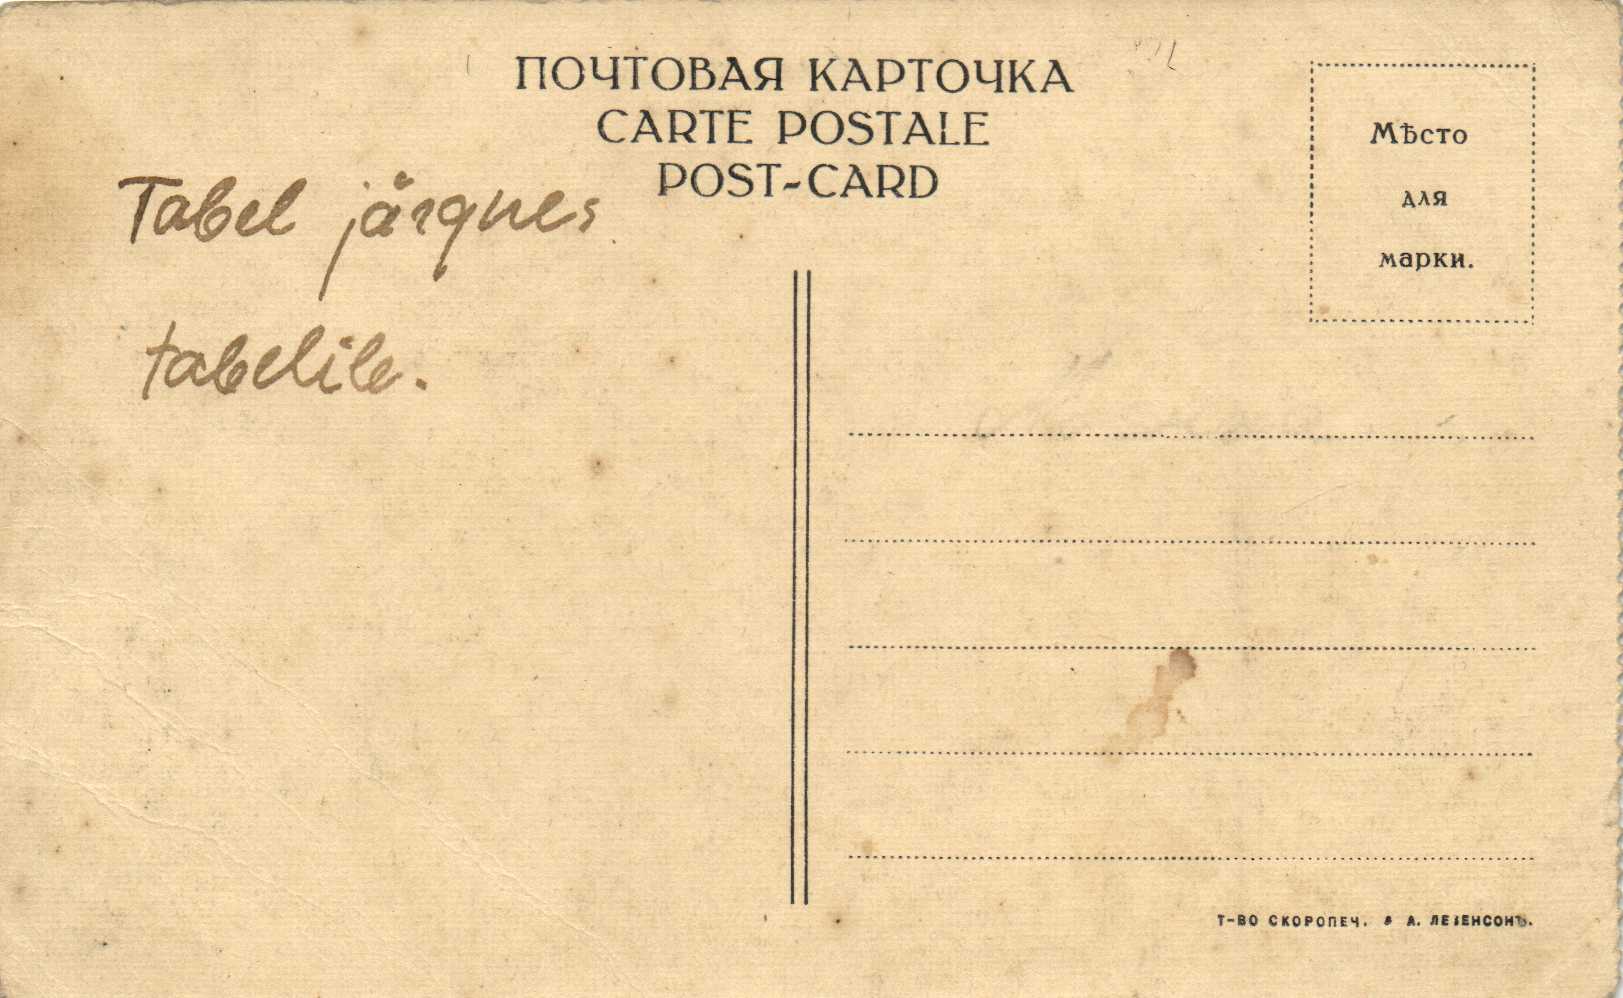 ПОЧТОВАЯ КАРТОЧКА
CARTE POSTALE
POST-CARD
Мѣсто
для
марки.
Tabel järgnes
tabelile.
Т-ВО СКОРОПЕЧ. А. А. ЛЕВЕНСОНЪ.